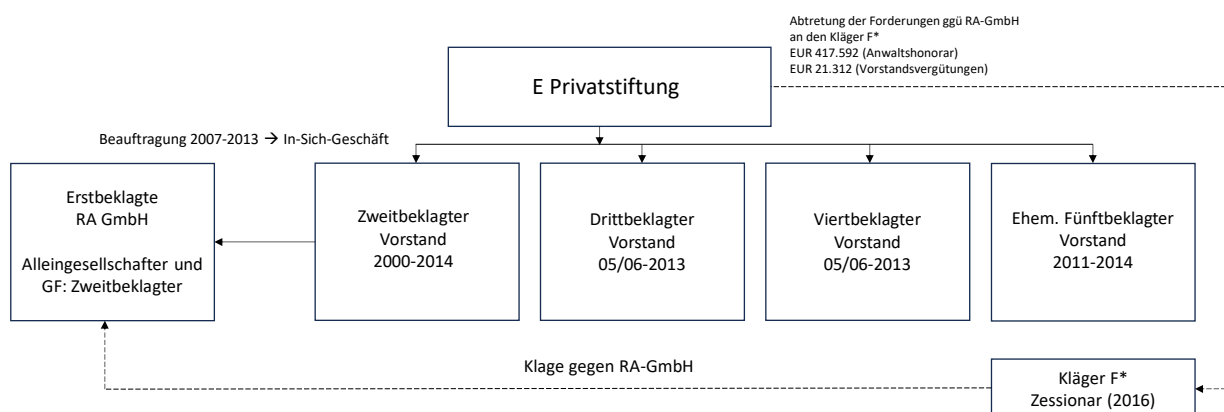 Abtretung der Forderungen ggü RA-GmbH
an den Kläger F*
EUR 417.592 (Anwaltshonorar)
EUR 21.312 (Vorstandsvergütungen)
E Privatstiftung
Beauftragung 2007-2013 → In-Sich-Geschäft
Erstbeklagte
RA GmbH
Alleingesellschafter und
GF: Zweitbeklagter
Zweitbeklagter
Vorstand
2000-2014
Drittbeklagter
Vorstand
05/06-2013
Viertbeklagter
Vorstand
05/06-2013
Ehem. Fünftbeklagter
Vorstand
2011-2014
Klage gegen RA-GmbH
Kläger F*
Zessionar (2016)